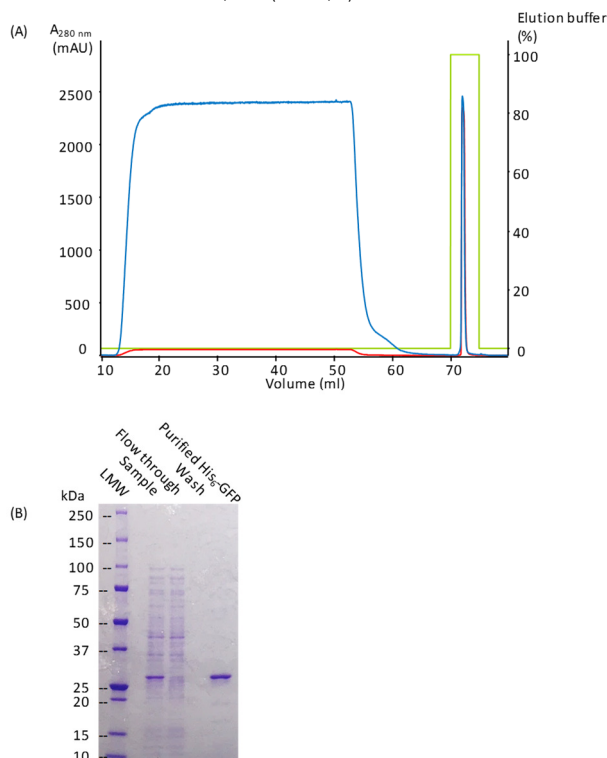 (A)
A280 nm
(mAU)
Elution buffer
(%)
2500
2000
1500
1000
500
0
100
80
60
40
20
0
10 20 30 40 50 60 70
Volume (ml)
(B)
kDa
LMW
Sample
Flow through
Wash
Purified His6-GFP
250
150
100
75
50
37
25
20
15
10